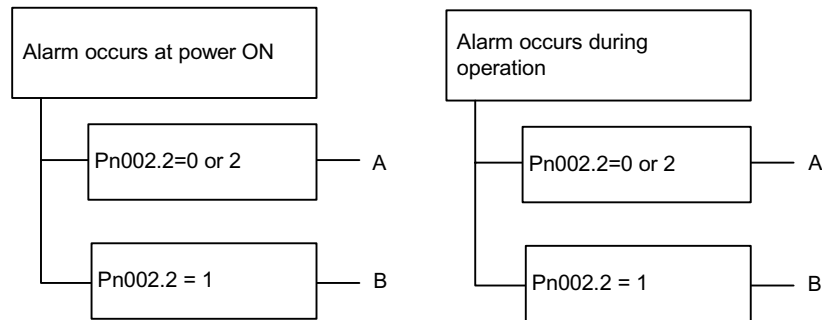 Alarm occurs at power ON
Pn002.2=0 or 2
A
Pn002.2 = 1
B
Alarm occurs during
operation
Pn002.2=0 or 2
A
Pn002.2 = 1
B